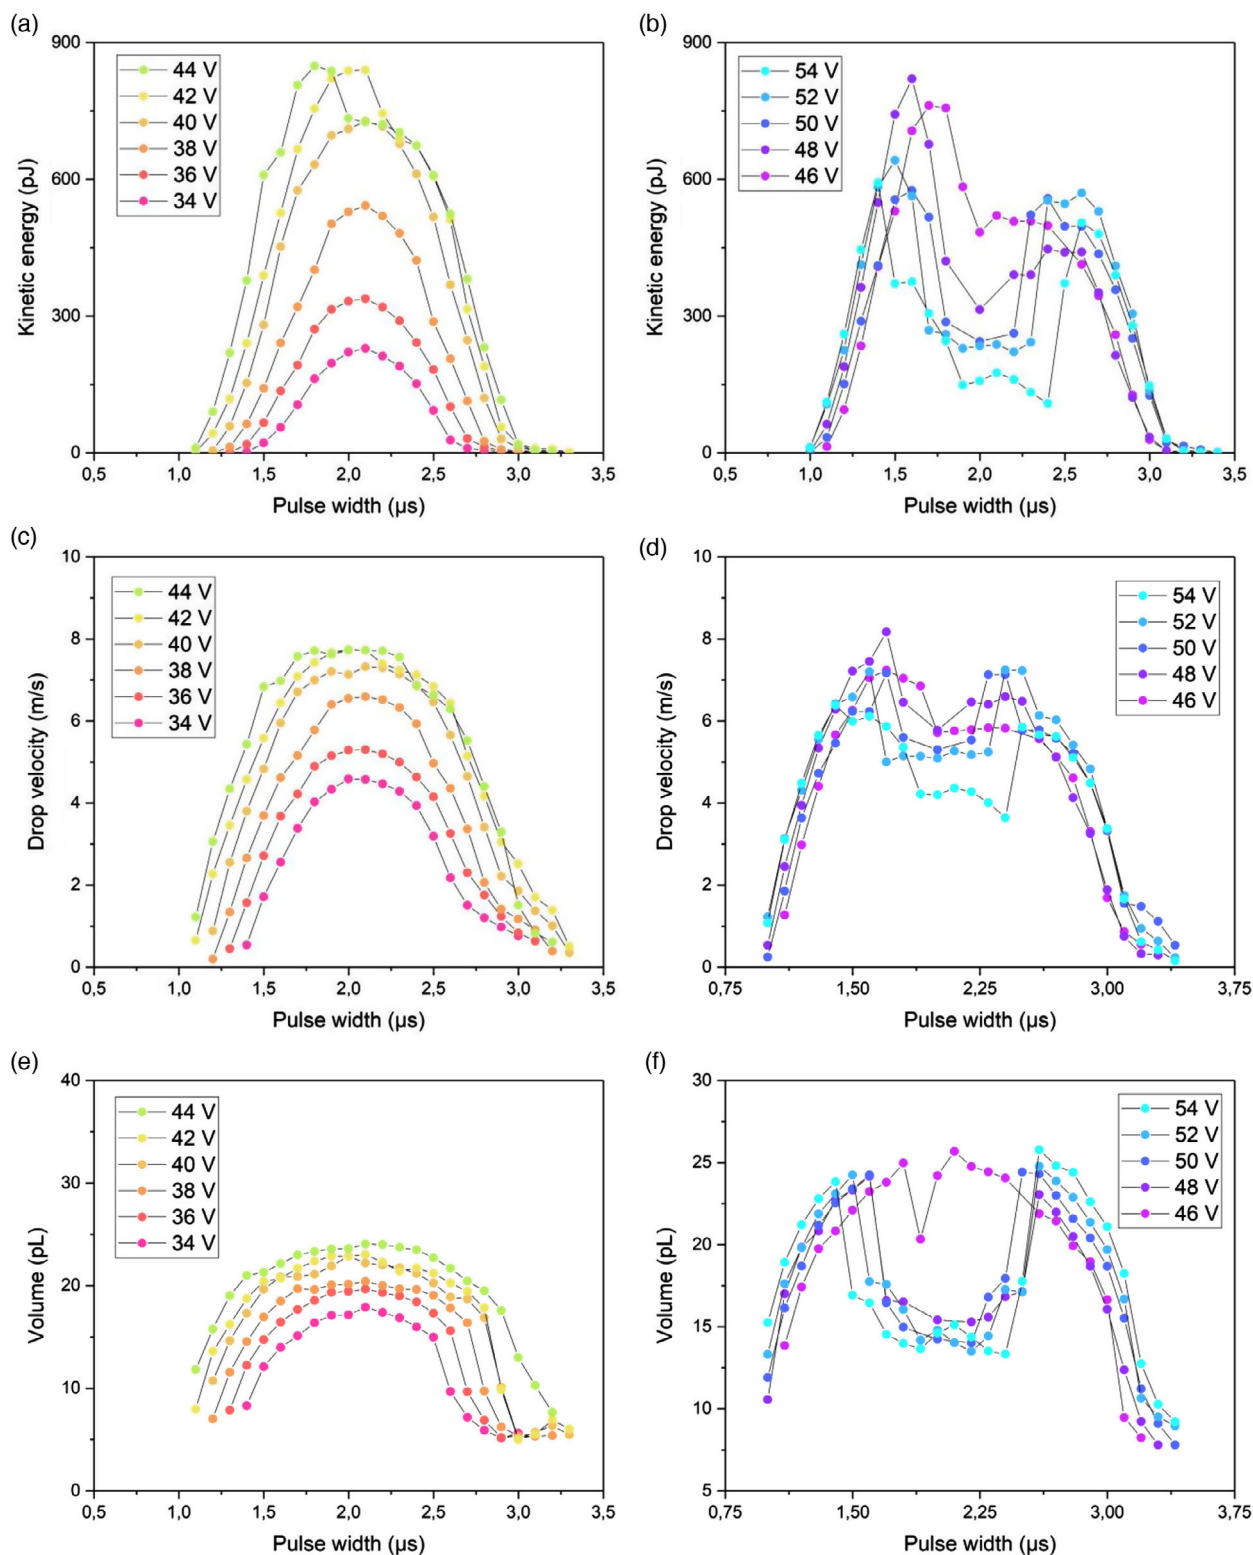 (a)
900
600
300
0
Kinetic energy (pJ)
44 V
42 V
40 V
38 V
36 V
34 V
0,5 1,0 1,5 2,0 2,5 3,0 3,5
Pulse width (µs)
(b)
900
600
300
0
Kinetic energy (pJ)
54 V
52 V
50 V
48 V
46 V
0,5 1,0 1,5 2,0 2,5 3,0 3,5
Pulse width (µs)
(c)
10
8
6
4
2
0
Drop velocity (m/s)
44 V
42 V
40 V
38 V
36 V
34 V
0,5 1,0 1,5 2,0 2,5 3,0 3,5
Pulse width (µs)
(d)
10
8
6
4
2
0
Drop velocity (m/s)
54 V
52 V
50 V
48 V
46 V
0,75 1,50 2,25 3,00 3,75
Pulse width (µs)
(e)
40
30
20
10
0
Volume (pL)
44 V
42 V
40 V
38 V
36 V
34 V
0,5 1,0 1,5 2,0 2,5 3,0 3,5
Pulse width (µs)
(f)
30
25
20
15
10
5
Volume (pL)
54 V
52 V
50 V
48 V
46 V
0,75 1,50 2,25 3,00 3,75
Pulse width (µs)